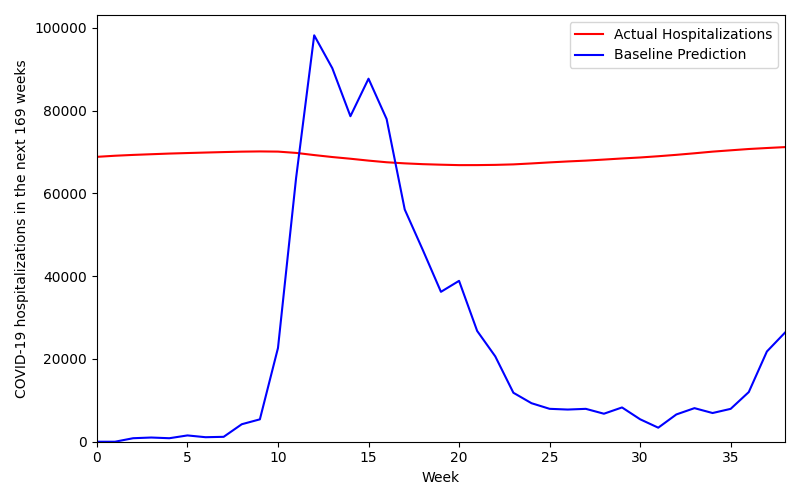 Actual Hospitalizations
Baseline Prediction
COVID-19 hospitalizations in the next 169 weeks
100000
80000
60000
40000
20000
0
0 5 10 15 20 25 30 35
Week